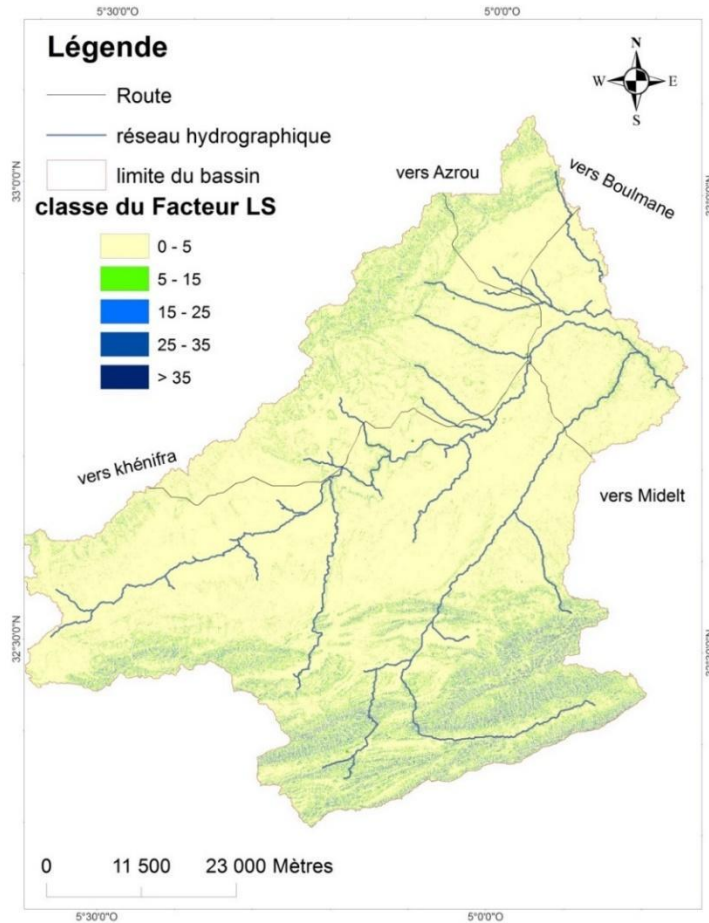 5°30'0"O 5°0'0"O
Légende
Route
réseau hydrographique
limite du bassin
classe du Facteur LS
0 - 5
5 - 15
15 - 25
25 - 35
> 35
N
W E
S
vers Azrou
vers Boulmane
33°0'0"N
vers khénifra
vers Midelt
32°30'0"N
0 11 500 23 000 Mètres
5°30'0"O 5°0'0"O